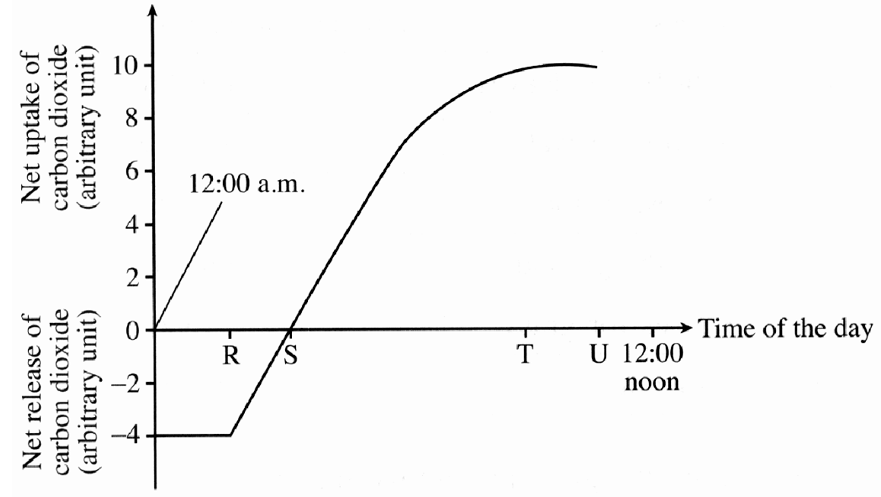 Net uptake of
carbon dioxide
(arbitrary unit)
10
8
6
4
2
0
−2
−4
12:00 a.m.
Net release of
carbon dioxide
(arbitrary unit)
R
S
T
U
12:00
noon
Time of the day